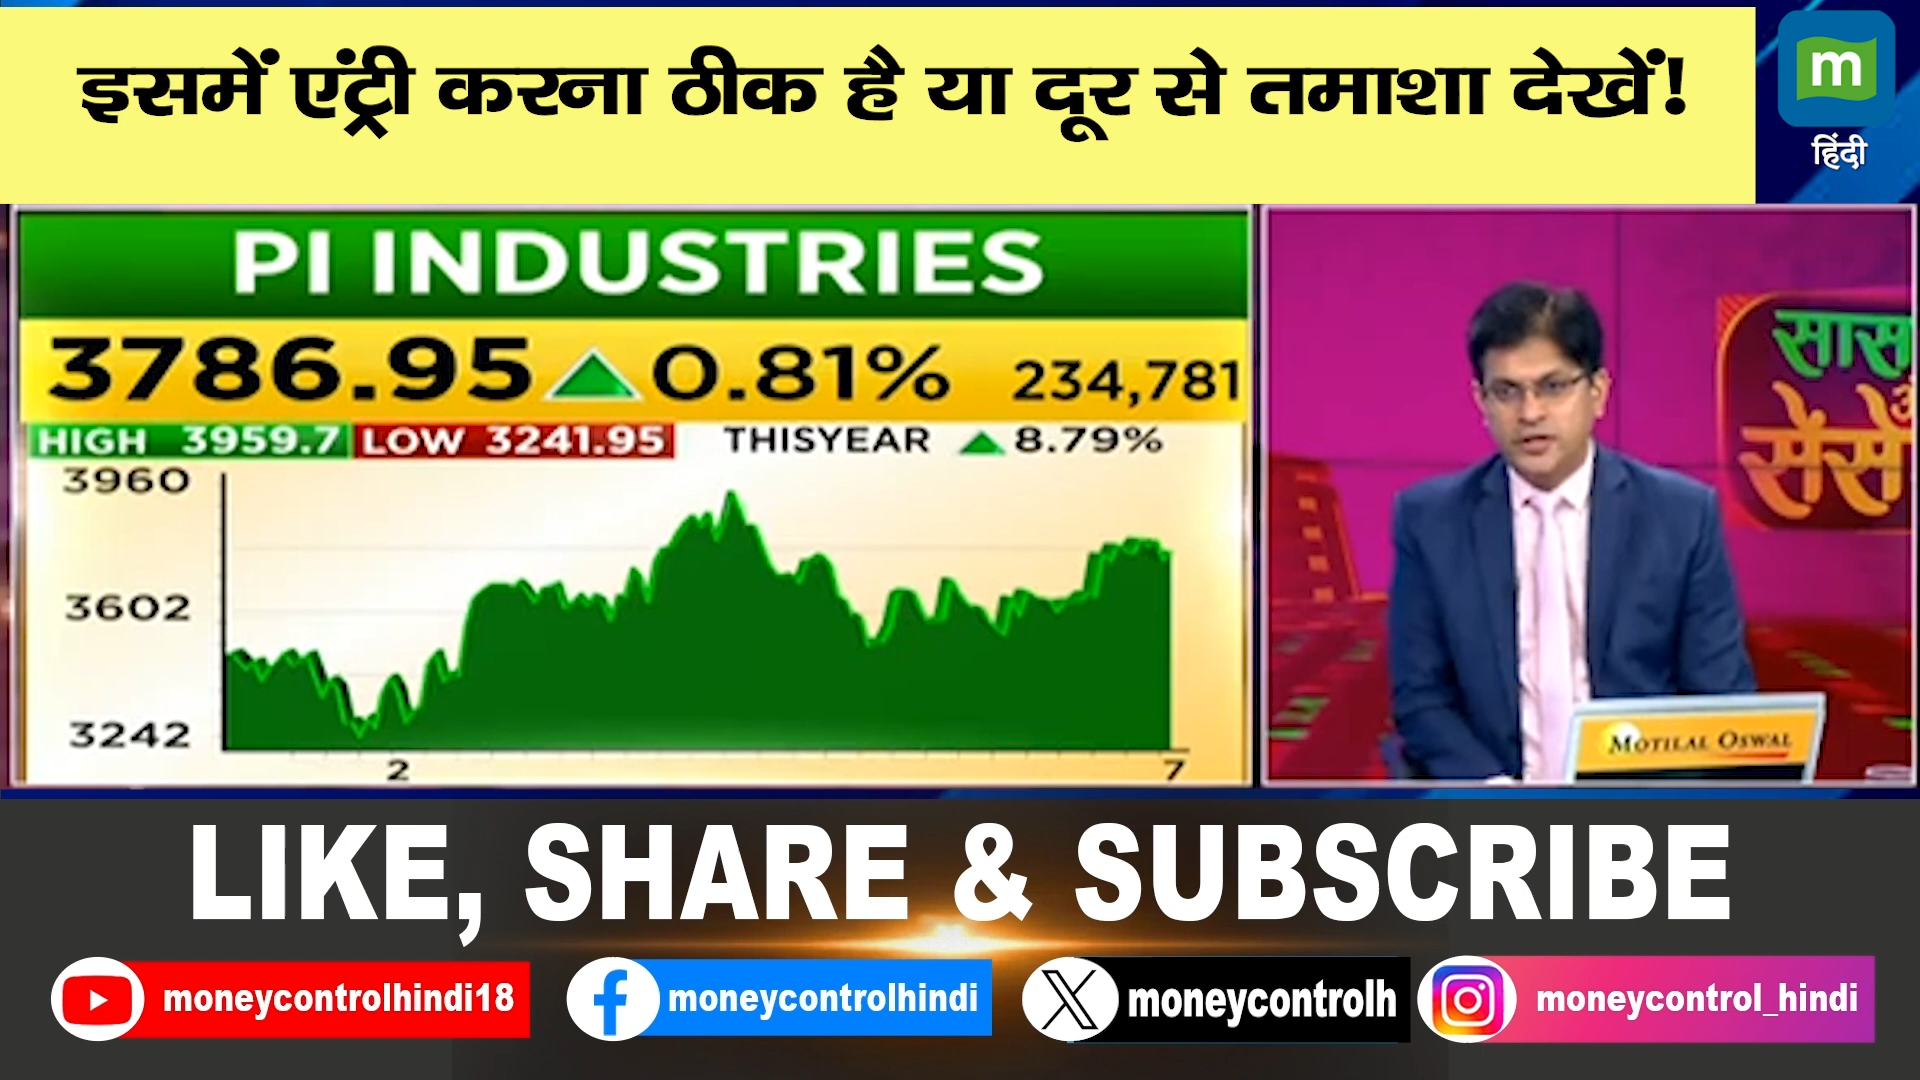 इसमें एंट्री करना ठीक है या दूर से तमाशा देखें!
m
हिंदी
PI INDUSTRIES
3786.95 0.81% 234,781
HIGH 3959.7 LOW 3241.95 THISYEAR 8.79%
3960
3602
3242
2 7
सास
सेंसे
MOTILAL OSWAL
LIKE, SHARE & SUBSCRIBE
moneycontrolhindi18 moneycontrolhindi moneycontrolh moneycontrol_hindi